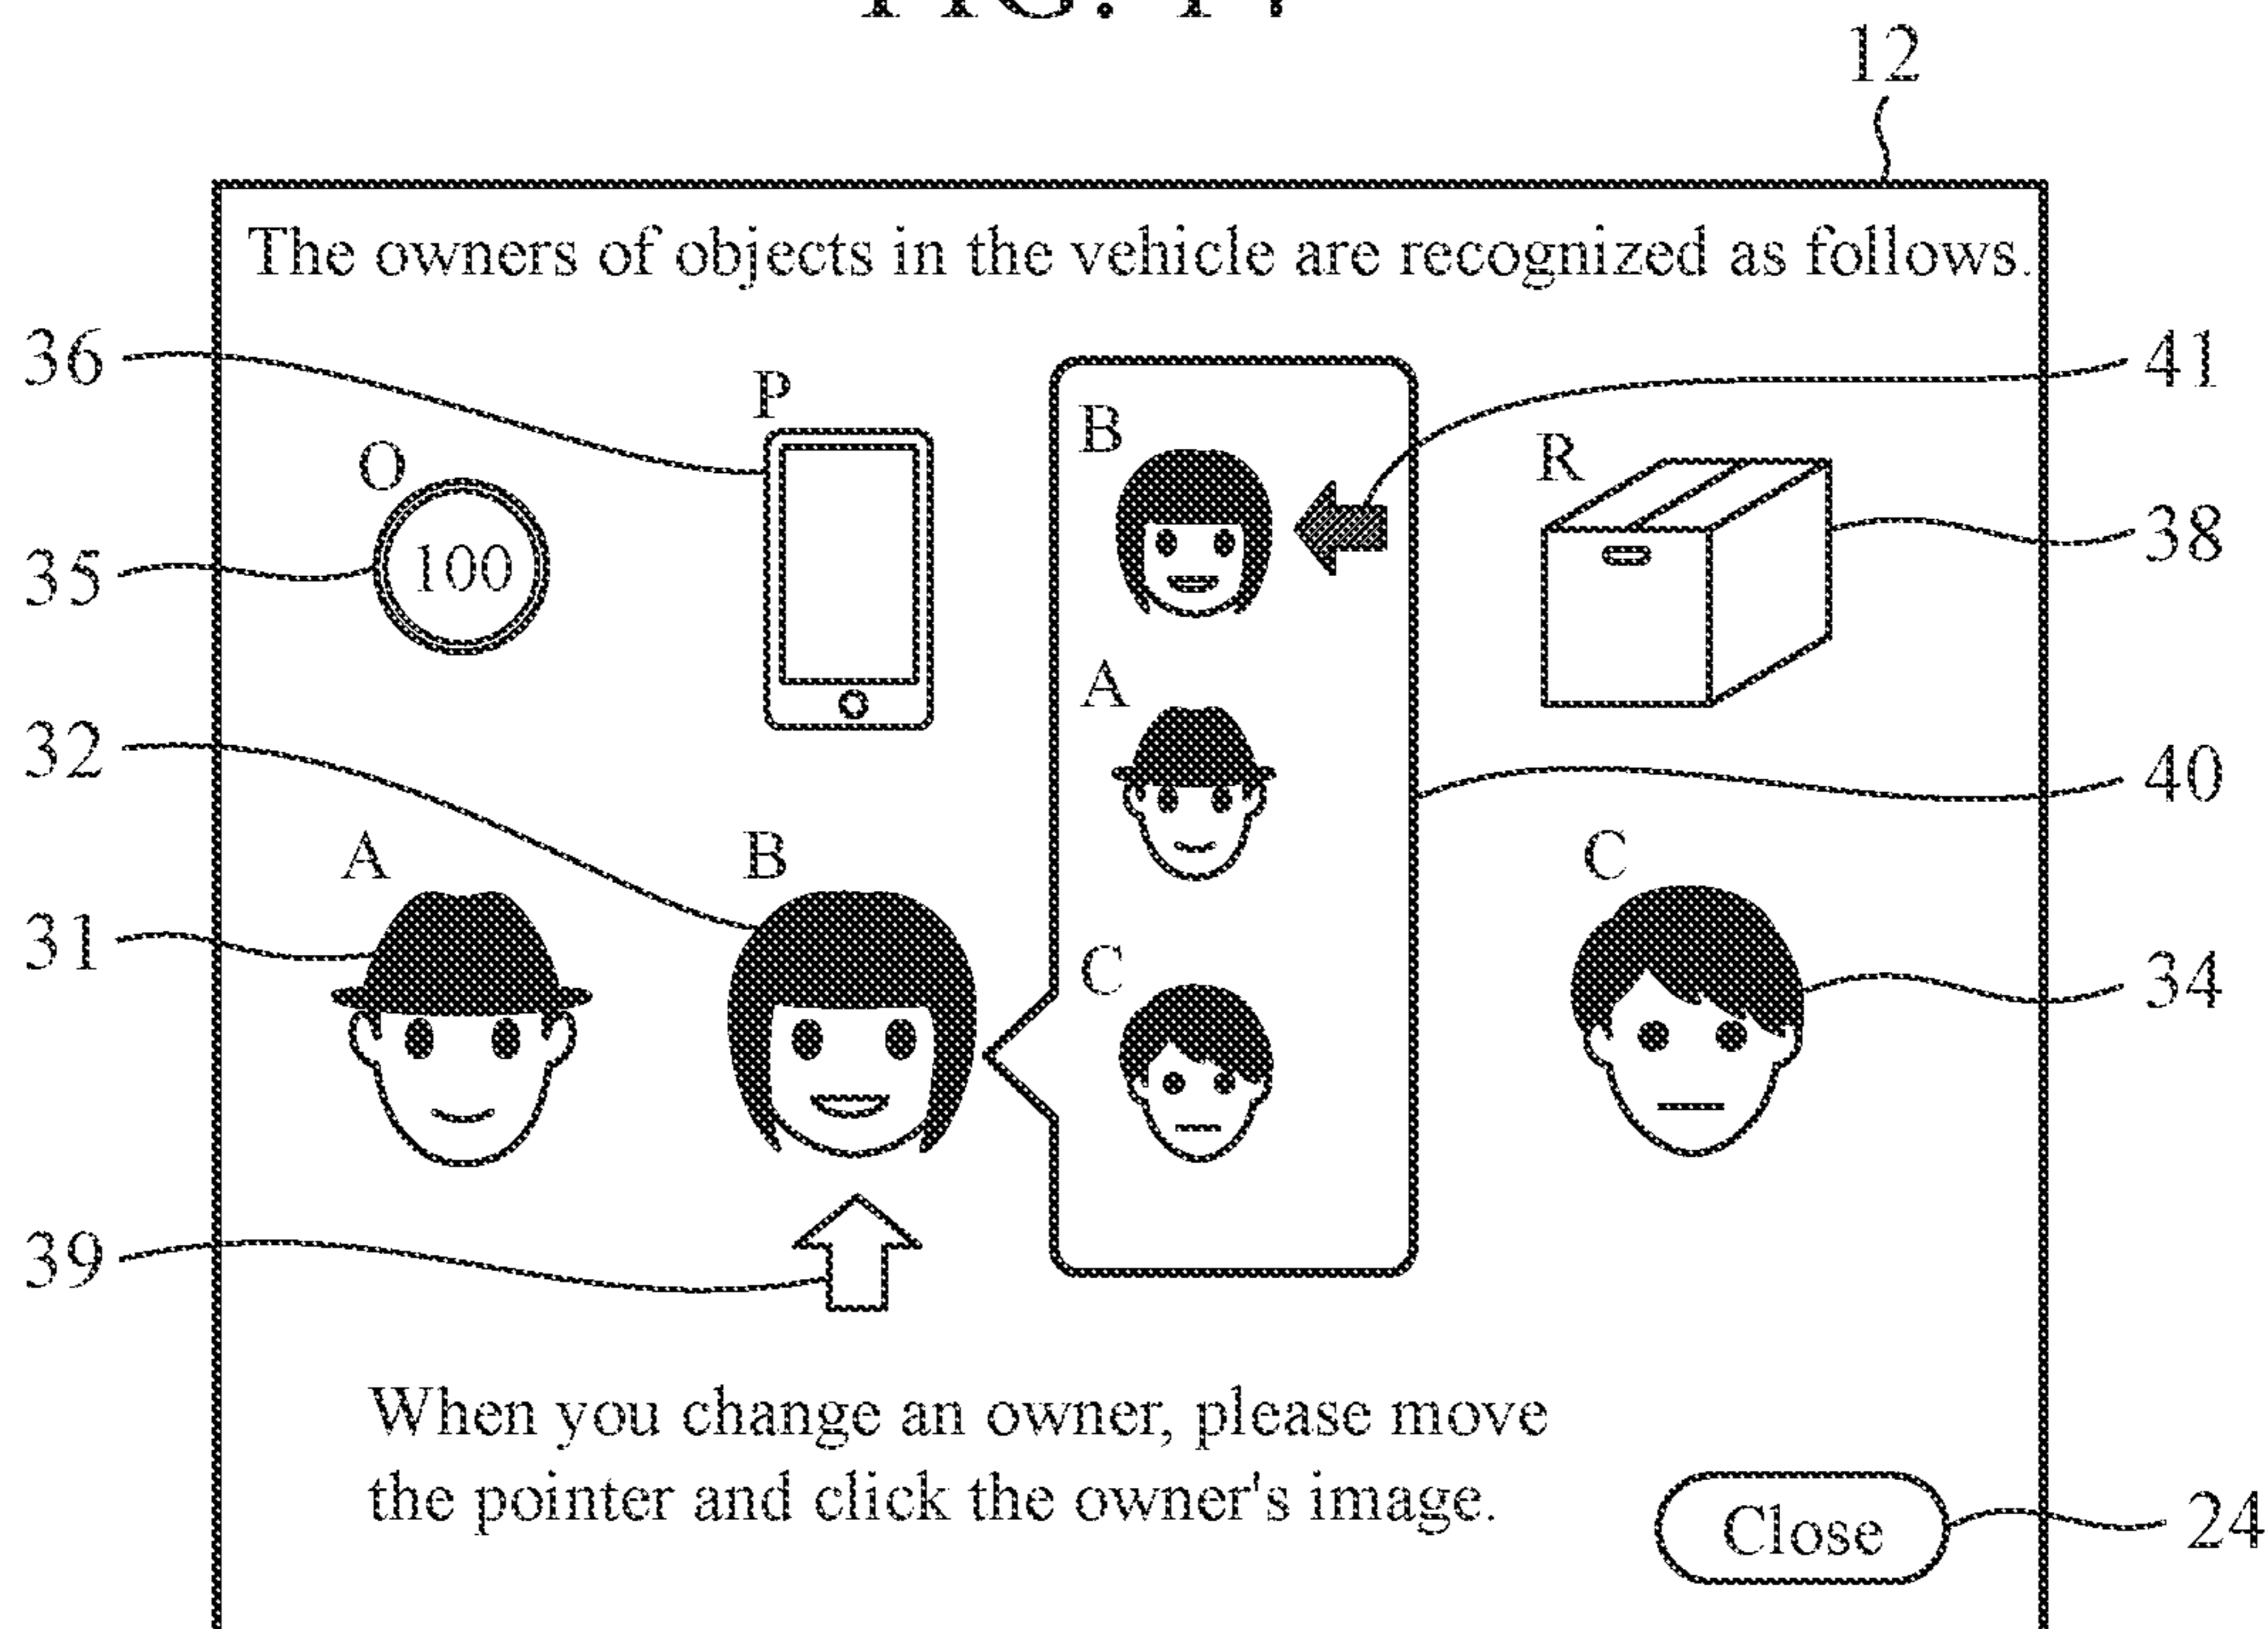 FIG.
12
The owners of objects in the vehicle are recognized as follows.
36
41
P
B
O
R
35
100
38
A
32
40
A
B
C
31
C
34
39
When you change an owner, please move
the pointer and click the owner's image.
Close
24